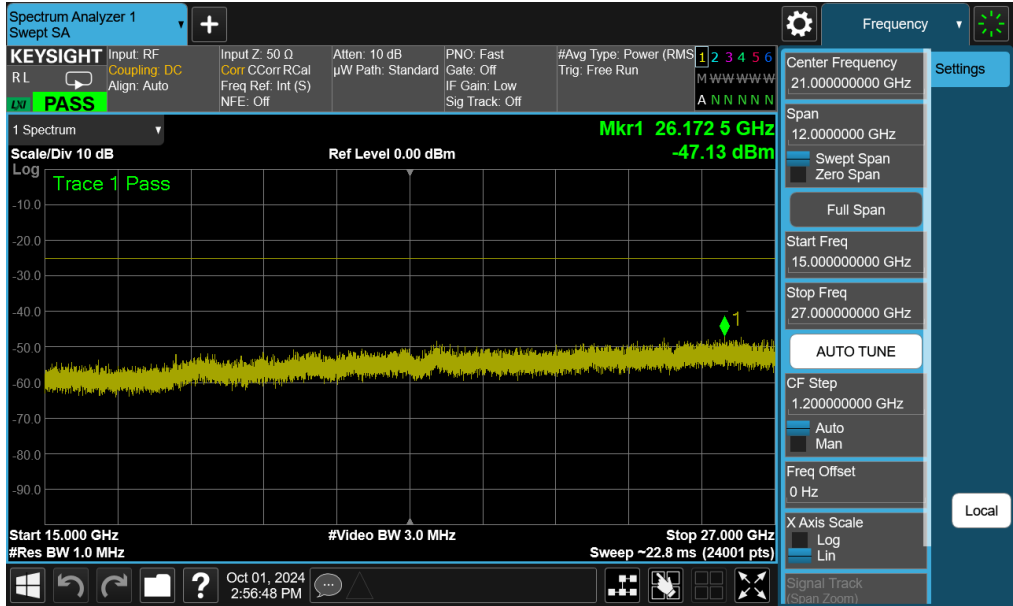 Spectrum Analyzer 1
Swept SA
+
Frequency
KEYSIGHT
R L
LXI
PASS
Input: RF
Coupling: DC
Align: Auto
Input Z: 50 Ω
Corr CCorr RCal
Freq Ref: Int (S)
NFE: Off
Atten: 10 dB
µW Path: Standard
PNO: Fast
Gate: Off
IF Gain: Low
Sig Track: Off
#Avg Type: Power (RMS
Trig: Free Run
1 2 3 4 5 6
M W W W W W
A N N N N N
1 Spectrum
Mkr1 26.172 5 GHz
-47.13 dBm
Scale/Div 10 dB
Ref Level 0.00 dBm
Log
Trace 1 Pass
-10.0
-20.0
-30.0
-40.0
-50.0
-60.0
-70.0
-80.0
-90.0
1
Start 15.000 GHz
#Video BW 3.0 MHz
Stop 27.000 GHz
#Res BW 1.0 MHz
Sweep ~22.8 ms (24001 pts)
?
Oct 01, 2024
2:56:48 PM
Center Frequency
21.000000000 GHz
Span
12.0000000 GHz
Swept Span
Zero Span
Full Span
Start Freq
15.000000000 GHz
Stop Freq
27.000000000 GHz
AUTO TUNE
CF Step
1.200000000 GHz
Auto
Man
Freq Offset
0 Hz
X Axis Scale
Log
Lin
Signal Track
(Span Zoom)
Settings
Local